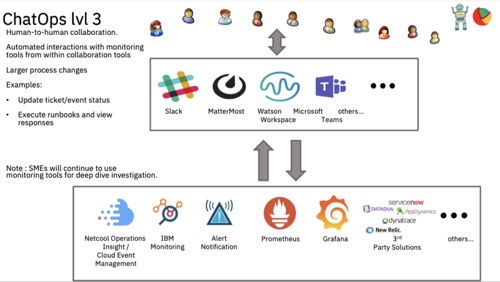 ChatOps lvl 3
Human-to-human collaboration.
Automated interactions with monitoring
tools from within collaboration tools
Larger process changes
Examples:
• Update ticket/event status
• Execute runbooks and view
responses
Slack
MatterMost
Watson
Workspace
Microsoft
Teams
others...
Note : SMEs will continue to use
monitoring tools for deep dive investigation.
Netcool Operations
Insight /
Cloud Event
Management
IBM
Monitoring
Alert
Notification
Prometheus
Grafana
servicenow
DATADOG
AppDynamics
dynatrace
New Relic.
3rd
Party Solutions
others...